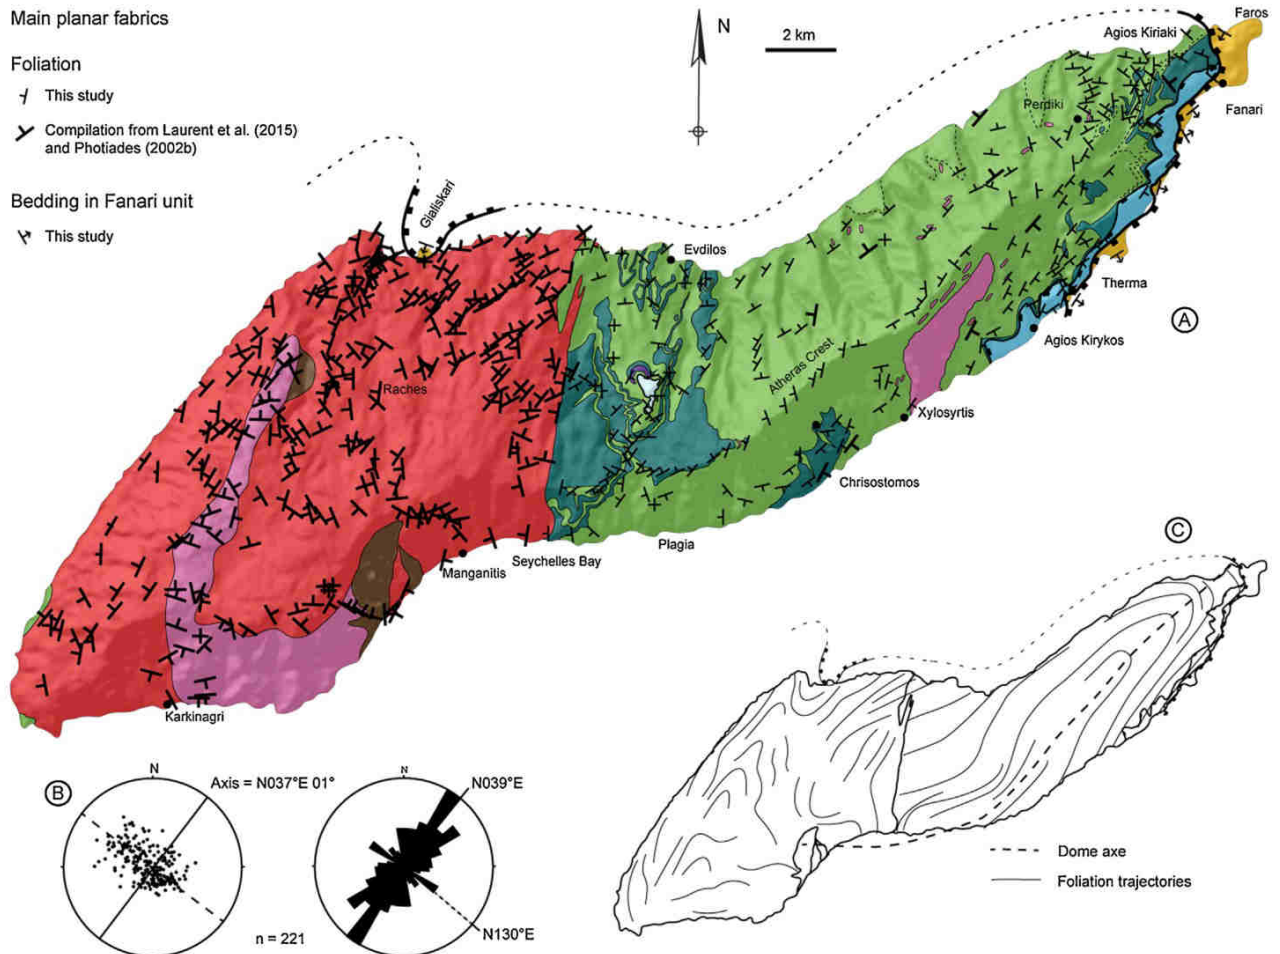 Main planar fabrics
Foliation
This study
Compilation from Laurent et al. (2015)
and Photiades (2002b)
Bedding in Fanari unit
This study
N
2 km
Faros
Agios Kiriaki
Perdiki
Fanari
Gialiskari
Evdilos
Therma
A
Agios Kirykos
Raches
Atheras Crest
Xylosyrtis
Chrisostomos
Plagia
Seychelles Bay
Manganitis
Karkinagri
C
B
N
Axis = N037°E 01°
n = 221
N
N039°E
N130°E
Dome axe
Foliation trajectories